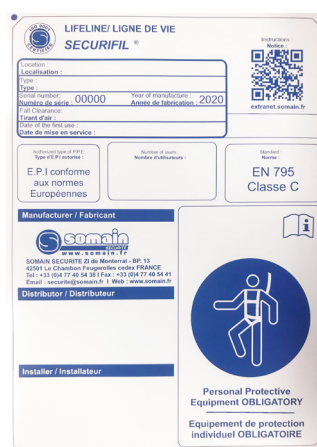 LIFELINE/ LIGNE DE VIE
SECURIFIL ®
Instructions :
Notice :
extranet.somain.fr
Location :
Localisation :
Type :
Type :
Serial number:
Numéro de série : 00000
Year of manufacture :
Année de fabrication : 2020
Fall Clearance:
Tirant d'air :
Date of the first use :
Date de mise en service :
Authorized type of P.P.E:
Type d'E.P.I autorisé :
E.P.I conforme
aux normes
Européennes
Number of users :
Nombre d'utilisateurs :
Standard :
Norme :
EN 795
Classe C
Manufacturer / Fabricant
somain
SECURITE
www.somain.fr
SOMAIN SECURITE ZI de Monterrat - BP. 13
42501 Le Chambon Feugerolles cedex FRANCE
Tel : +33 (0)4 77 40 54 38 I Fax : +33 (0)4 77 40 54 41
Email : securite@somain.fr I Web : www.somain.fr
Distributor / Distributeur
Installer / Installateur
i
Personal Protective
Equipment OBLIGATORY
Equipement de protection
individuel OBLIGATOIRE